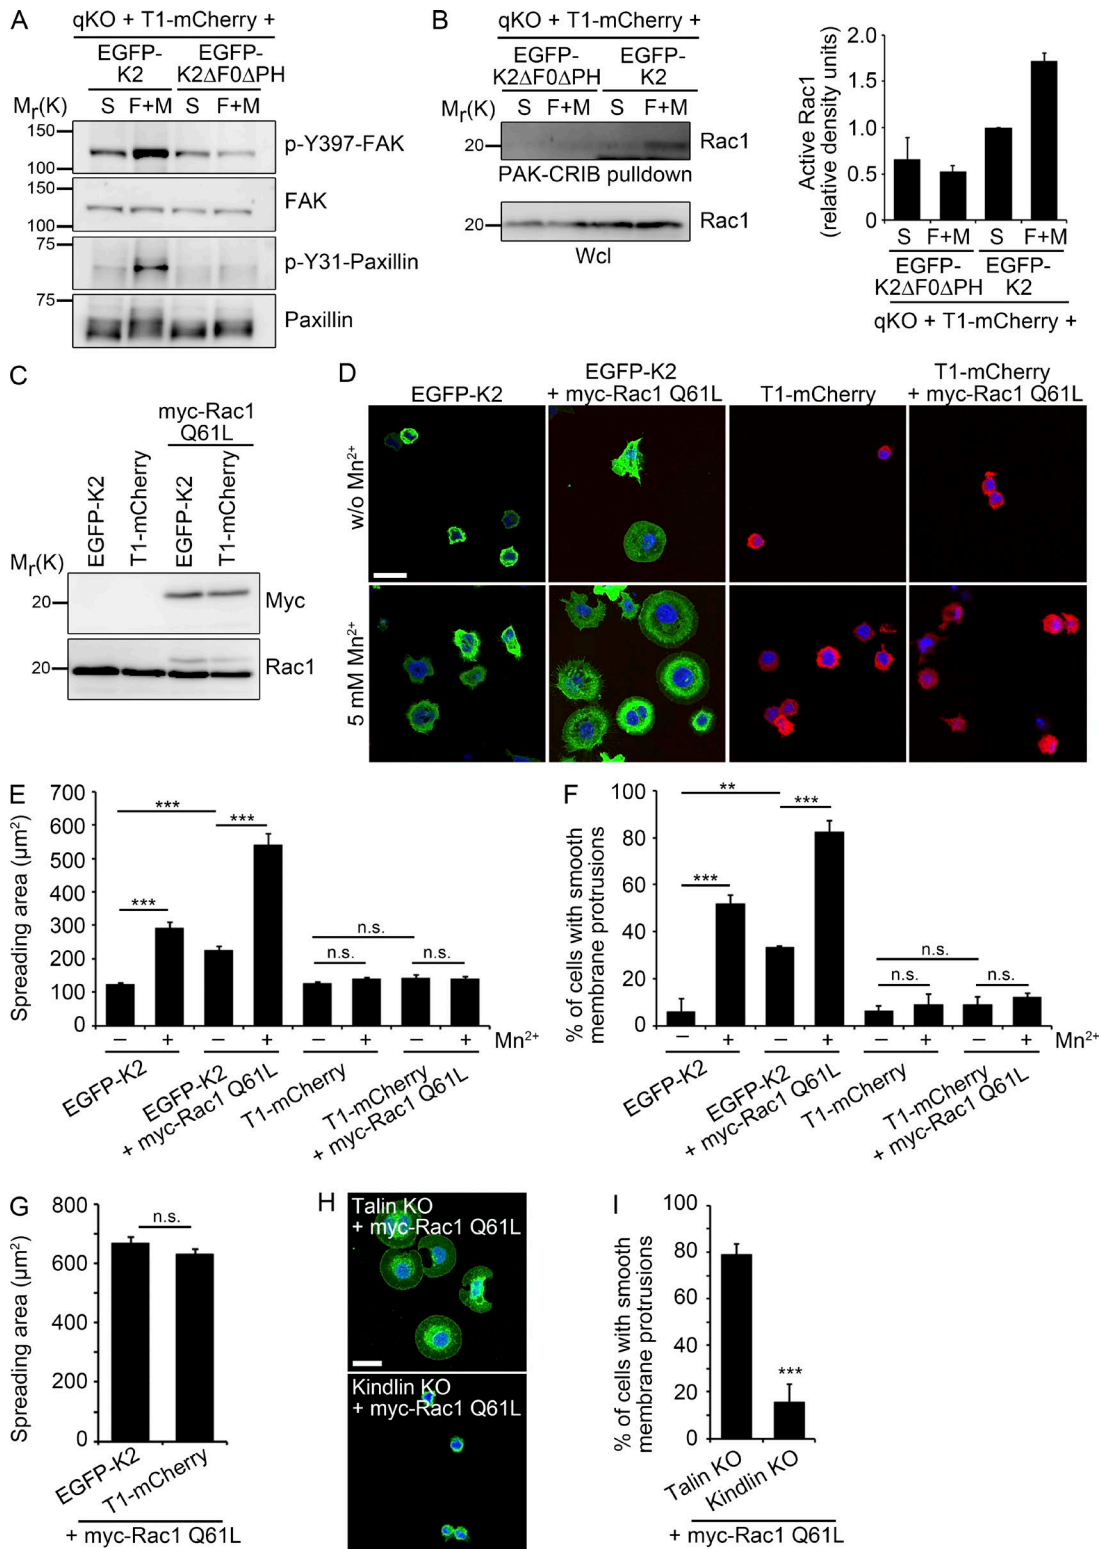 A
qKO + T1-mCherry +
EGFP-
K2
EGFP-
K2ΔF0ΔPH
Mr(K)
S
F+M
S
F+M
150
100
p-Y397-FAK
150
100
FAK
75
p-Y31-Paxillin
75
Paxillin
B
qKO + T1-mCherry +
EGFP-
K2ΔF0ΔPH
EGFP-
K2
Mr(K)
S
F+M
S
F+M
20
Rac1
PAK-CRIB pulldown
20
Rac1
Wcl
Active Rac1
(relative density units)
2.0
1.5
1.0
0.5
0
S
F+M
S
F+M
EGFP-
K2ΔF0ΔPH
EGFP-
K2
qKO + T1-mCherry +
C
myc-Rac1
Q61L
EGFP-K2
T1-mCherry
EGFP-K2
T1-mCherry
Mr(K)
20
Myc
20
Rac1
D
EGFP-K2
EGFP-K2
+ myc-Rac1 Q61L
T1-mCherry
T1-mCherry
+ myc-Rac1 Q61L
w/o Mn²⁺
5 mM Mn²⁺
E
Spreading area (µm²)
700
600
500
400
300
200
100
0
***
***
***
n.s.
n.s.
n.s.
− + − + − + − + Mn²⁺
EGFP-K2
EGFP-K2
+ myc-Rac1 Q61L
T1-mCherry
T1-mCherry
+ myc-Rac1 Q61L
F
% of cells with smooth
membrane protrusions
100
80
60
40
20
0
**
***
***
n.s.
n.s.
n.s.
− + − + − + − + Mn²⁺
EGFP-K2
EGFP-K2
+ myc-Rac1 Q61L
T1-mCherry
T1-mCherry
+ myc-Rac1 Q61L
G
Spreading area (µm²)
800
600
400
200
0
n.s.
EGFP-K2
T1-mCherry
+ myc-Rac1 Q61L
H
Talin KO
+ myc-Rac1 Q61L
Kindlin KO
+ myc-Rac1 Q61L
I
% of cells with smooth
membrane protrusions
100
80
60
40
20
0
***
Talin KO
Kindlin KO
+ myc-Rac1 Q61L